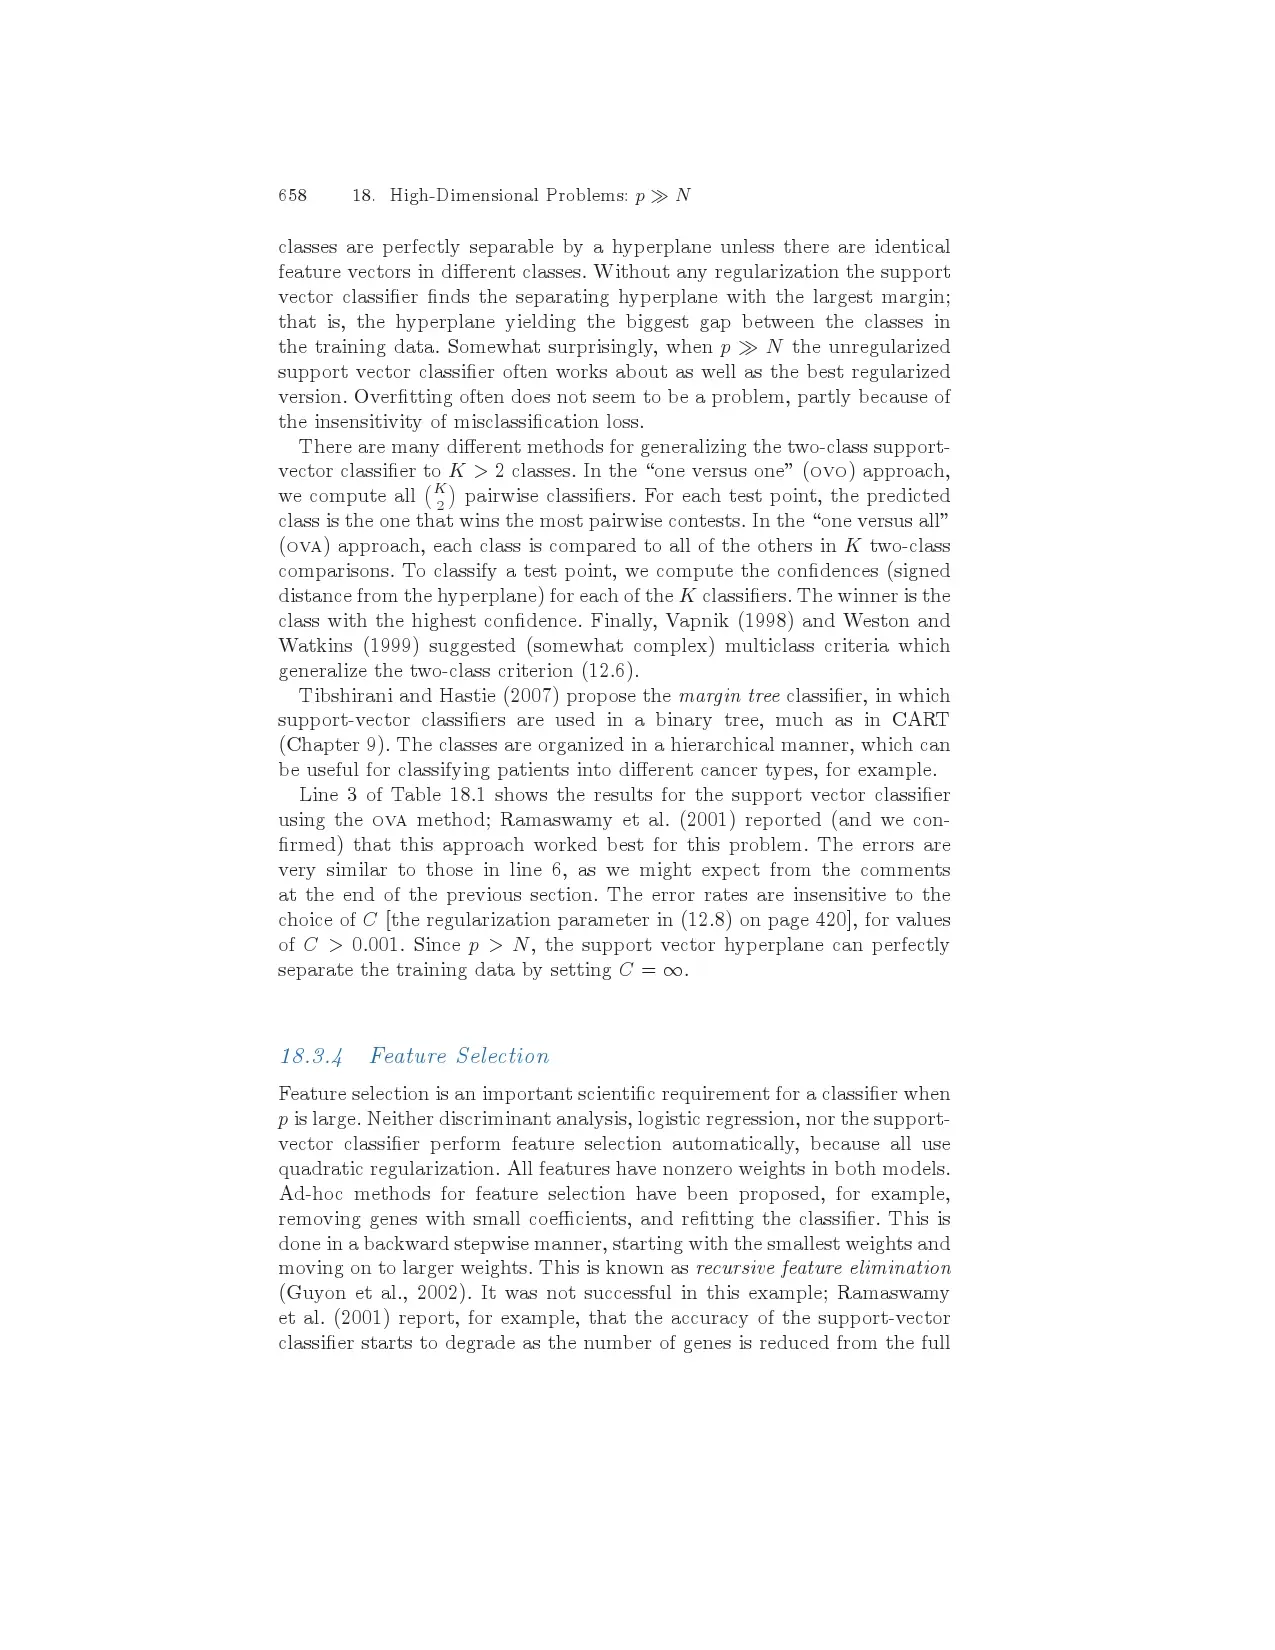 658 18. High-Dimensional Problems: p ≫ N
classes are perfectly separable by a hyperplane unless there are identical
feature vectors in different classes. Without any regularization the support
vector classifier finds the separating hyperplane with the largest margin;
that is, the hyperplane yielding the biggest gap between the classes in
the training data. Somewhat surprisingly, when p ≫ N the unregularized
support vector classifier often works about as well as the best regularized
version. Overfitting often does not seem to be a problem, partly because of
the insensitivity of misclassification loss.
There are many different methods for generalizing the two-class support-
vector classifier to K > 2 classes. In the “one versus one” (OVO) approach,
we compute all (K 2) pairwise classifiers. For each test point, the predicted
class is the one that wins the most pairwise contests. In the “one versus all”
(OVA) approach, each class is compared to all of the others in K two-class
comparisons. To classify a test point, we compute the confidences (signed
distance from the hyperplane) for each of the K classifiers. The winner is the
class with the highest confidence. Finally, Vapnik (1998) and Weston and
Watkins (1999) suggested (somewhat complex) multiclass criteria which
generalize the two-class criterion (12.6).
Tibshirani and Hastie (2007) propose the margin tree classifier, in which
support-vector classifiers are used in a binary tree, much as in CART
(Chapter 9). The classes are organized in a hierarchical manner, which can
be useful for classifying patients into different cancer types, for example.
Line 3 of Table 18.1 shows the results for the support vector classifier
using the OVA method; Ramaswamy et al. (2001) reported (and we con-
firmed) that this approach worked best for this problem. The errors are
very similar to those in line 6, as we might expect from the comments
at the end of the previous section. The error rates are insensitive to the
choice of C [the regularization parameter in (12.8) on page 420], for values
of C > 0.001. Since p > N, the support vector hyperplane can perfectly
separate the training data by setting C = ∞.
18.3.4 Feature Selection
Feature selection is an important scientific requirement for a classifier when
p is large. Neither discriminant analysis, logistic regression, nor the support-
vector classifier perform feature selection automatically, because all use
quadratic regularization. All features have nonzero weights in both models.
Ad-hoc methods for feature selection have been proposed, for example,
removing genes with small coefficients, and refitting the classifier. This is
done in a backward stepwise manner, starting with the smallest weights and
moving on to larger weights. This is known as recursive feature elimination
(Guyon et al., 2002). It was not successful in this example; Ramaswamy
et al. (2001) report, for example, that the accuracy of the support-vector
classifier starts to degrade as the number of genes is reduced from the full